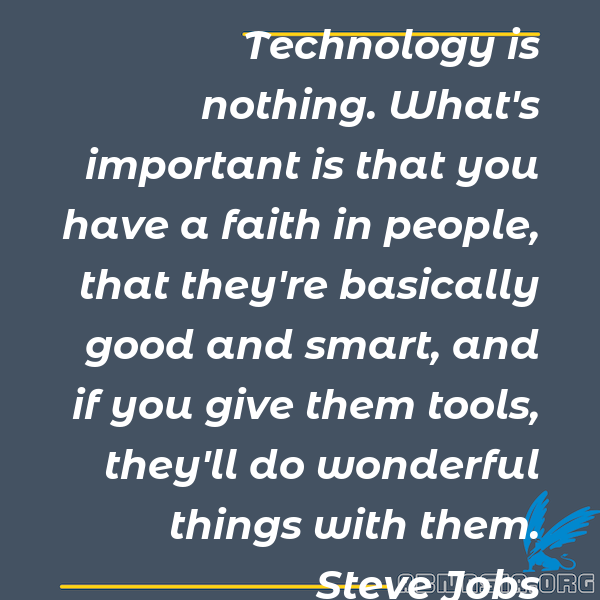 Technology is
nothing. What's
important is that you
have a faith in people,
that they're basically
good and smart, and
if you give them tools,
they'll do wonderful
things with them.
Steve Jobs